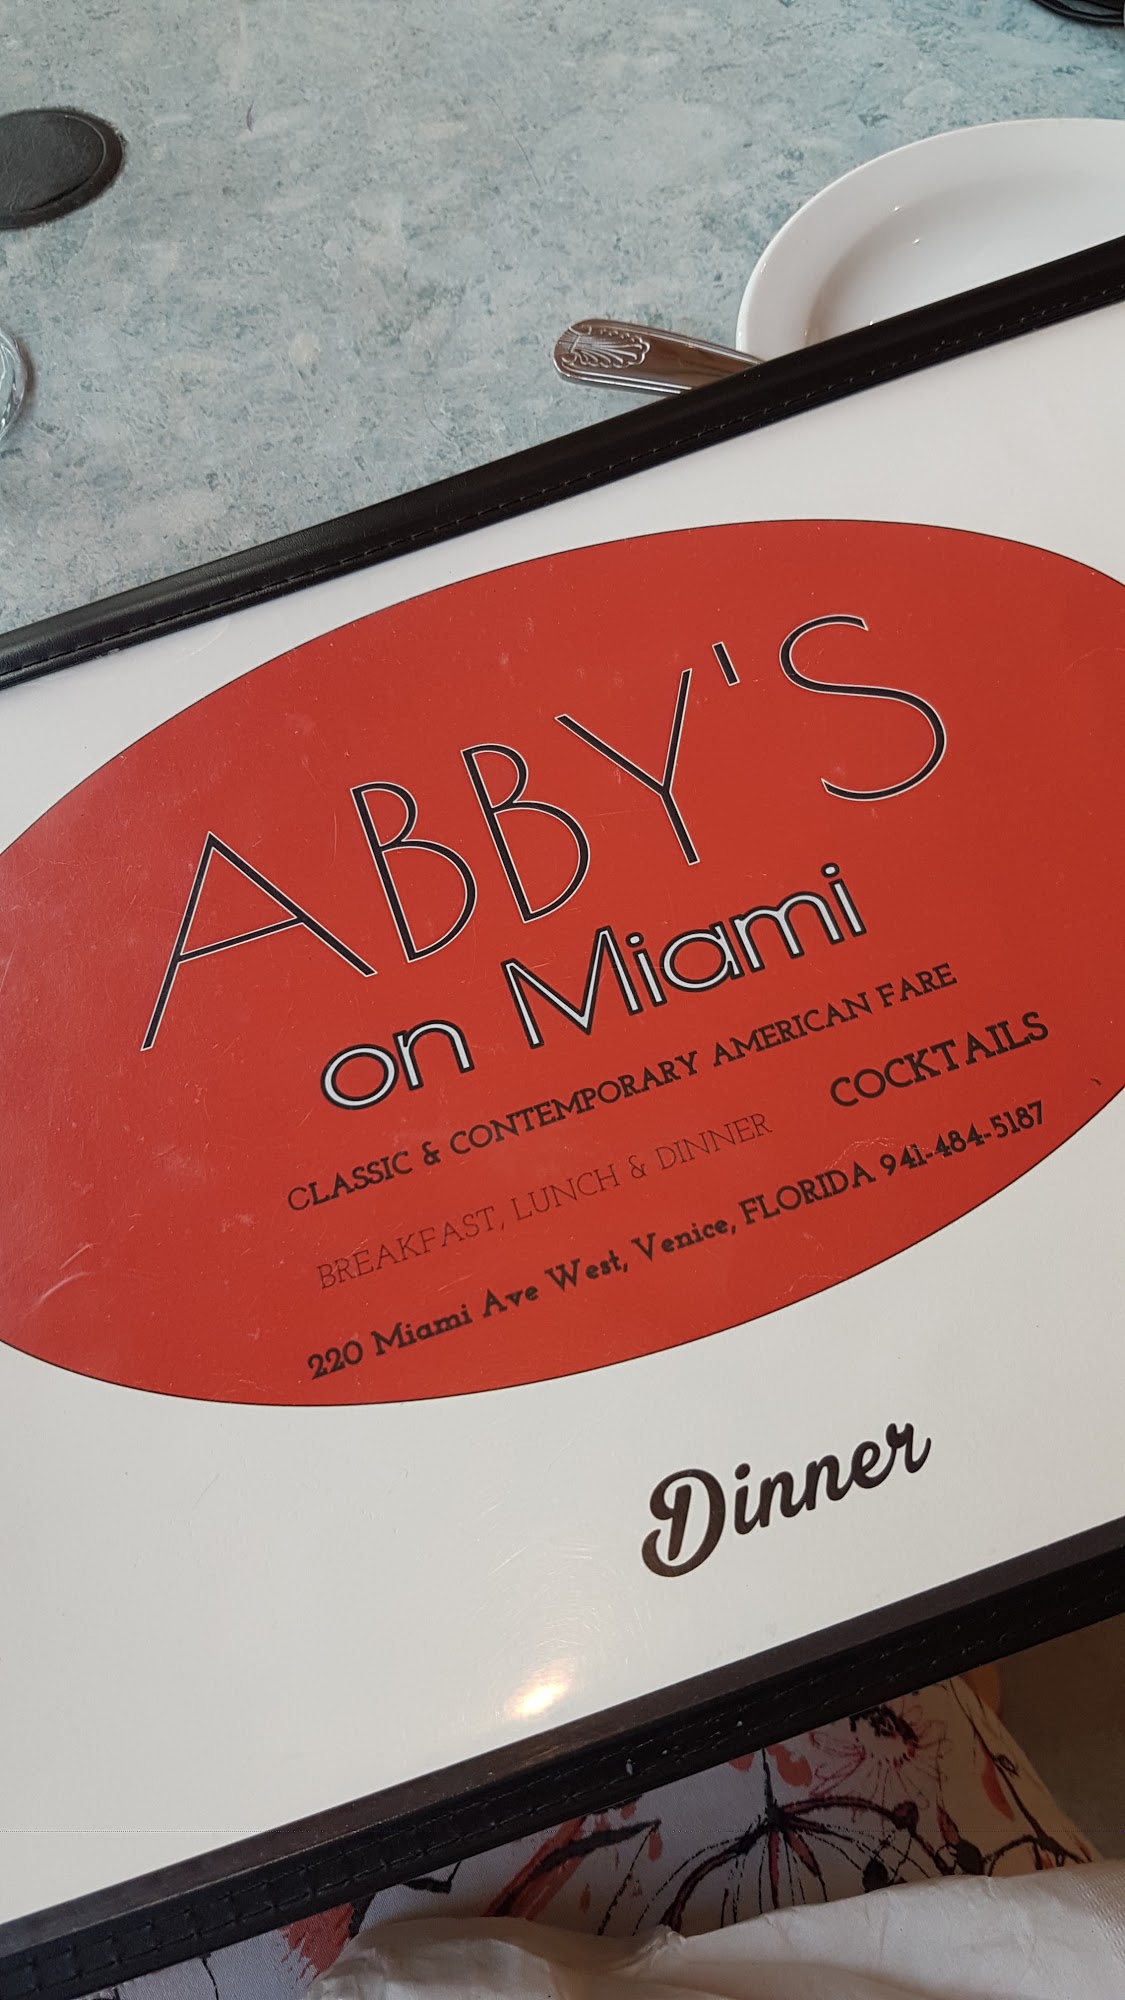 ABBY'S
on Miami
CLASSIC & CONTEMPORARY AMERICAN FARE
BREAKFAST, LUNCH & DINNER COCKTAILS
220 Miami Ave West, Venice, FLORIDA 941-484-5187
Dinner